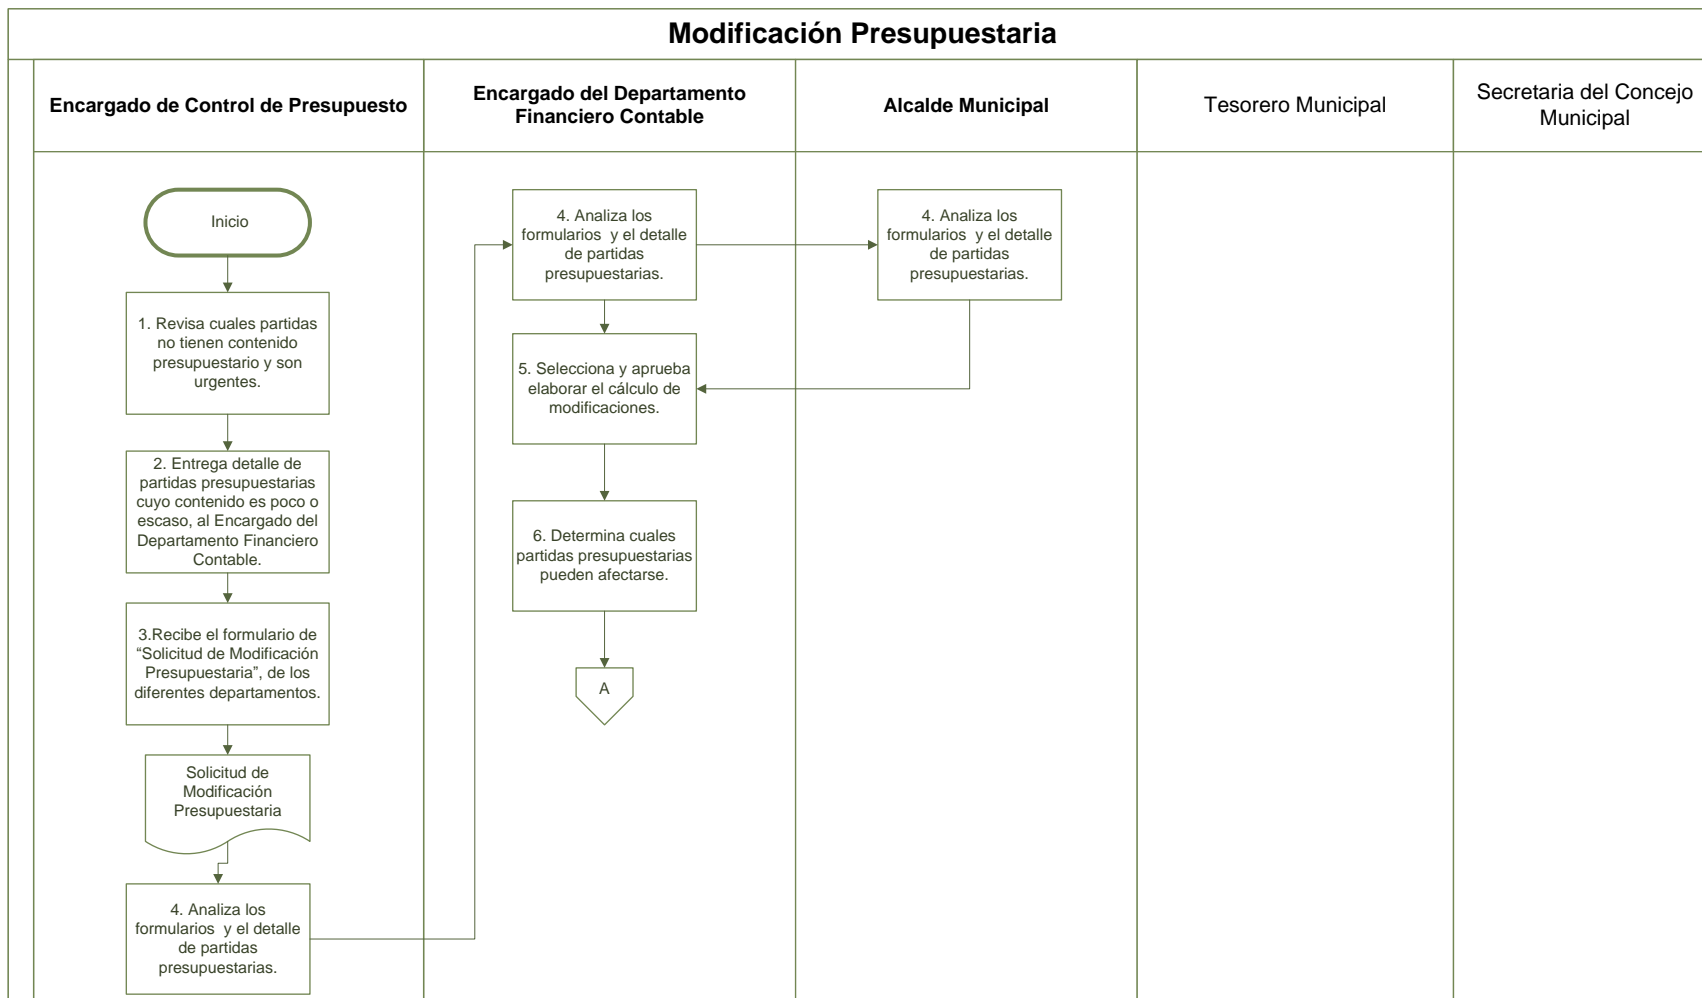 Modificación Presupuestaria
Encargado de Control de Presupuesto
Encargado del Departamento
Financiero Contable
Alcalde Municipal
Tesorero Municipal
Secretaria del Concejo
Municipal
Inicio
1. Revisa cuales partidas
no tienen contenido
presupuestario y son
urgentes.
2. Entrega detalle de
partidas presupuestarias
cuyo contenido es poco o
escaso, al Encargado del
Departamento Financiero
Contable.
3.Recibe el formulario de
“Solicitud de Modificación
Presupuestaria”, de los
diferentes departamentos.
Solicitud de
Modificación
Presupuestaria
4. Analiza los
formularios  y el detalle
de partidas
presupuestarias.
4. Analiza los
formularios  y el detalle
de partidas
presupuestarias.
5. Selecciona y aprueba
elaborar el cálculo de
modificaciones.
6. Determina cuales
partidas presupuestarias
pueden afectarse.
A
4. Analiza los
formularios  y el detalle
de partidas
presupuestarias.